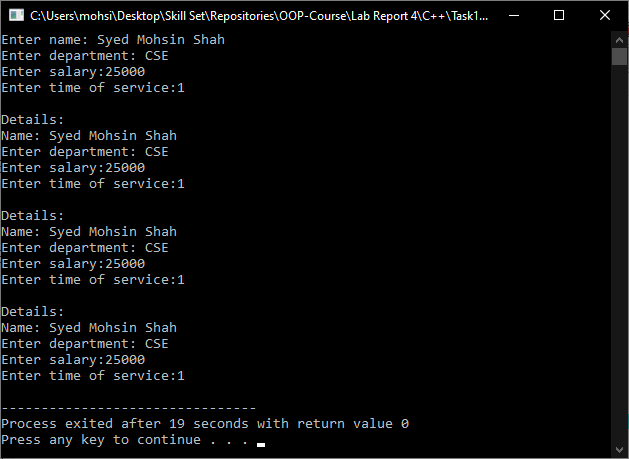 C:\Users\mohsi\Desktop\Skill Set\Repositories\OOP-Course\Lab Report 4\C++\Task1...
Enter name: Syed Mohsin Shah
Enter department: CSE
Enter salary:25000
Enter time of service:1
Details:
Name: Syed Mohsin Shah
Enter department: CSE
Enter salary:25000
Enter time of service:1
Details:
Name: Syed Mohsin Shah
Enter department: CSE
Enter salary:25000
Enter time of service:1
Details:
Name: Syed Mohsin Shah
Enter department: CSE
Enter salary:25000
Enter time of service:1
--------------------------------
Process exited after 19 seconds with return value 0
Press any key to continue . . .